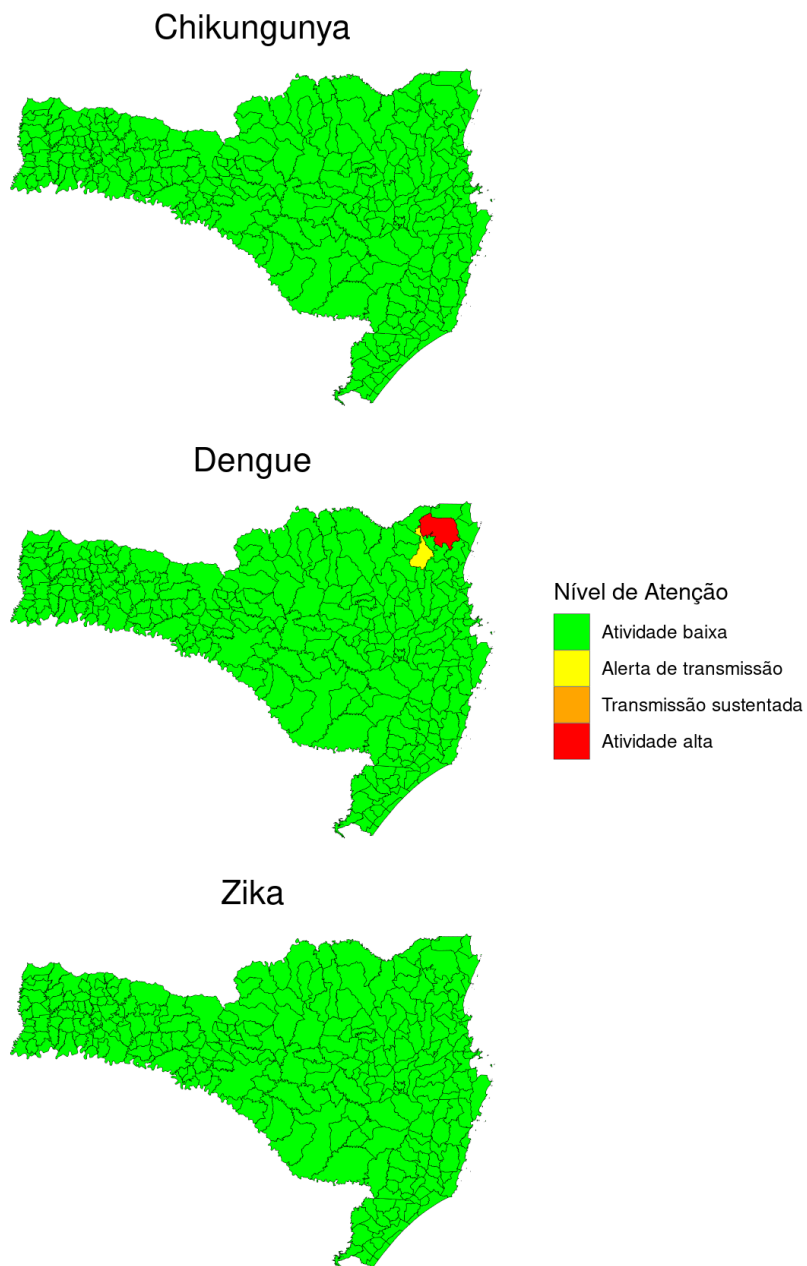 Chikungunya
Dengue
Nível de Atenção
Atividade baixa
Alerta de transmissão
Transmissão sustentada
Atividade alta
Zika